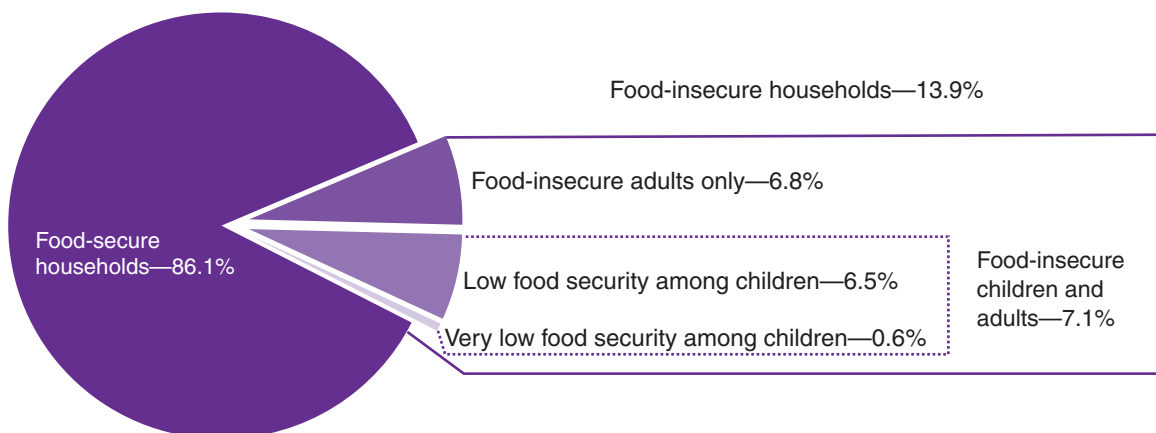 Food-insecure households—13.9%
Food-insecure adults only—6.8%
Food-secure
households—86.1%
Low food security among children—6.5%
Very low food security among children—0.6%
Food-insecure
children and
adults—7.1%